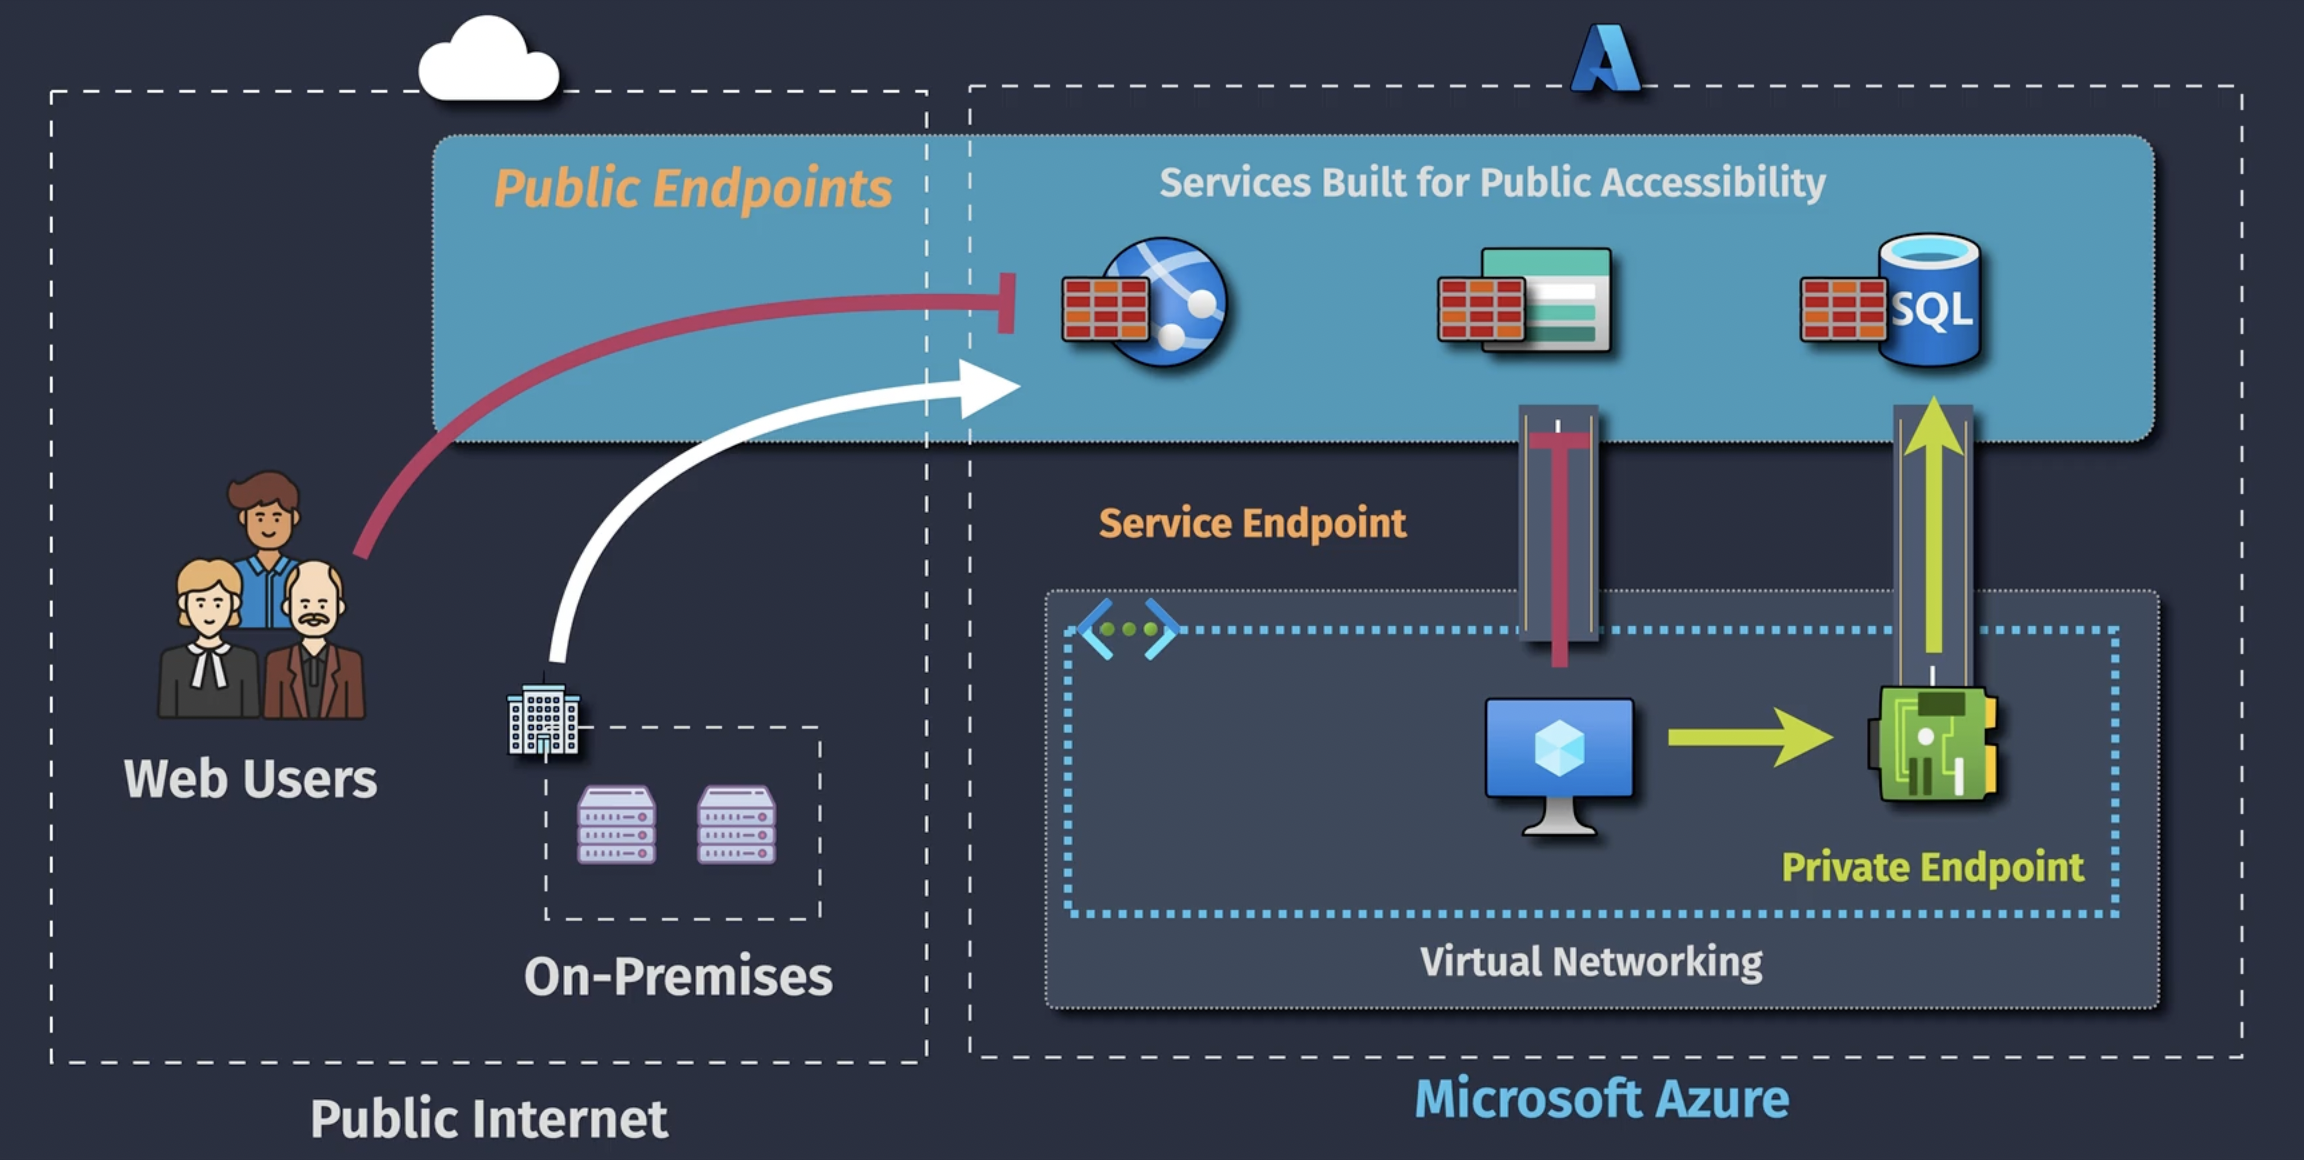 Public Endpoints
Services Built for Public Accessibility
SQL
Service Endpoint
Web Users
Private Endpoint
On-Premises
Virtual Networking
Public Internet
Microsoft Azure